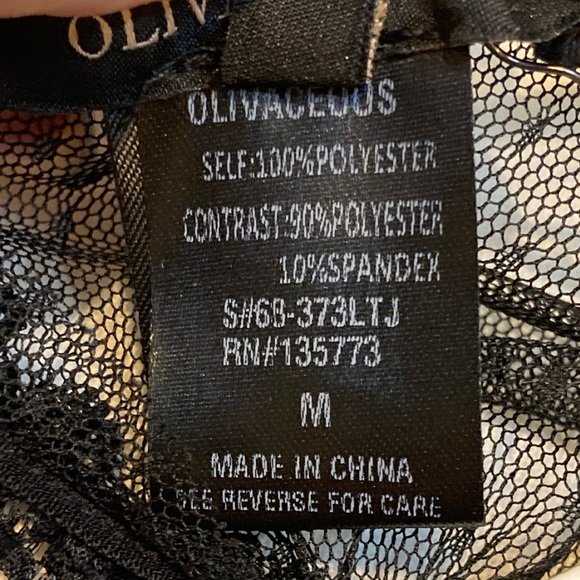 OLIV
OLIVACEOUS
SELF:100%POLYESTER
CONTRAST:90%POLYESTER
10%SPANDEX
S#68-373LTJ
RN#135773
M
MADE IN CHINA
SEE REVERSE FOR CARE